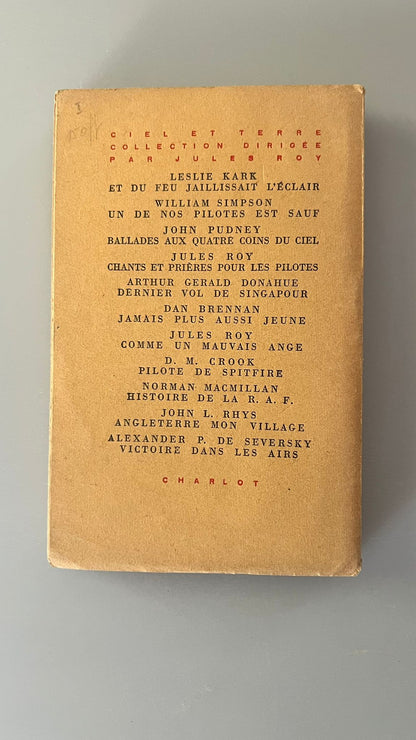 I
CIEL ET TERRE
COLLECTION DIRIGÉE
PAR JULES ROY
LESLIE KARK
ET DU FEU JAILLISSAIT L'ÉCLAIR
WILLIAM SIMPSON
UN DE NOS PILOTES EST SAUF
JOHN PUDNEY
BALLADES AUX QUATRE COINS DU CIEL
JULES ROY
CHANTS ET PRIÈRES POUR LES PILOTES
ARTHUR GERALD DONAHUE
DERNIER VOL DE SINGAPOUR
DAN BRENNAN
JAMAIS PLUS AUSSI JEUNE
JULES ROY
COMME UN MAUVAIS ANGE
D. M. CROOK
PILOTE DE SPITFIRE
NORMAN MACMILLAN
HISTOIRE DE LA R. A. F.
JOHN L. RHYS
ANGLETERRE MON VILLAGE
ALEXANDER P. DE SEVERSKY
VICTOIRE DANS LES AIRS
CHARLOT